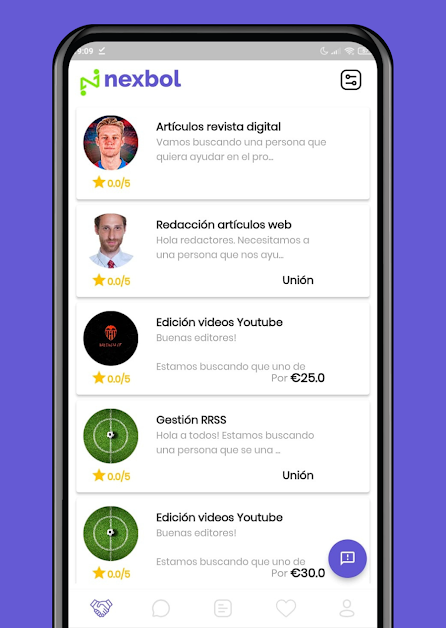 9:09
nexbol
Artículos revista digital
Vamos buscando una persona que
quiera ayudar en el pro...
0.0/5
Redacción artículos web
Hola redactores. Necesitamos a
una persona que nos ayu...
0.0/5
Unión
Edición videos Youtube
Buenas editores!
Estamos buscando que uno de
0.0/5
Por €25.0
Gestión RRSS
Hola a todos! Estamos buscando
una persona que se una ...
0.0/5
Unión
Edición videos Youtube
Buenas editores!
Estamos buscando que uno de
0.0/5
Por €30.0